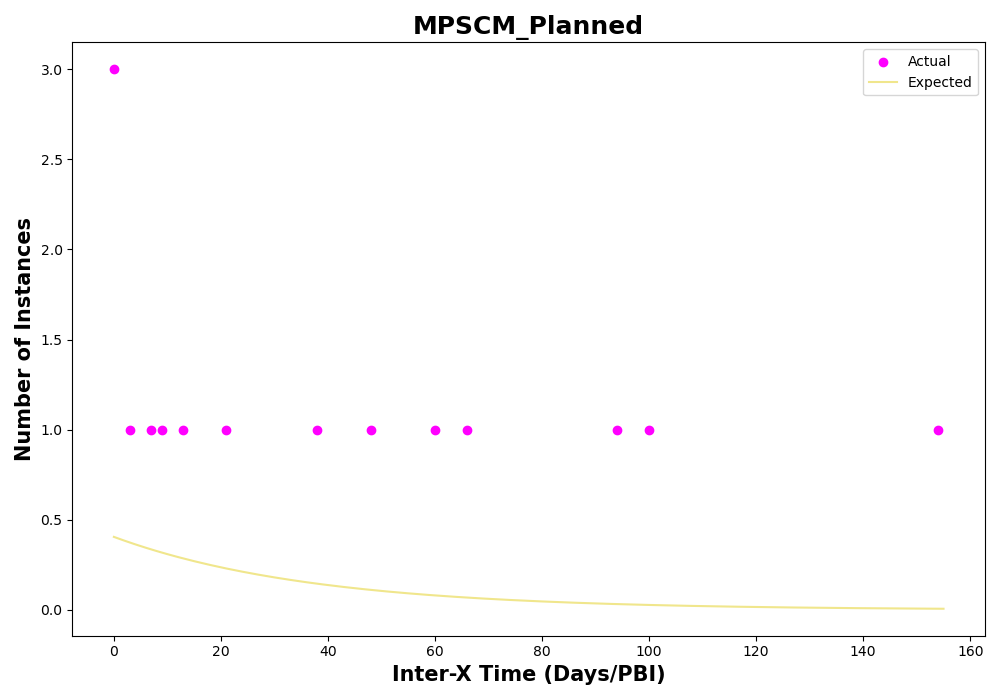 MPSCM_Planned
Number of Instances
3.0
2.5
2.0
1.5
1.0
0.5
0.0
Actual
Expected
0 20 40 60 80 100 120 140 160
Inter-X Time (Days/PBI)